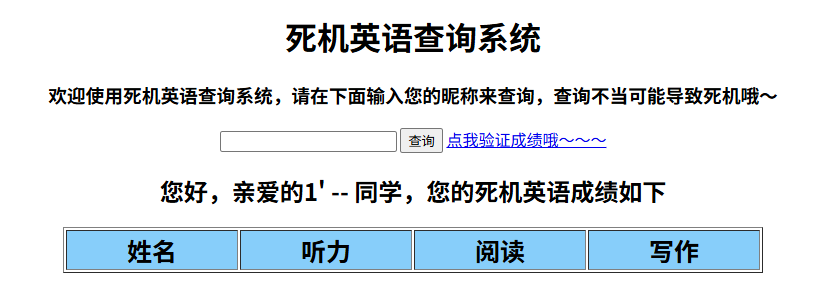 死机英语查询系统
欢迎使用死机英语查询系统，请在下面输入您的昵称来查询，查询不当可能导致死机哦～
查询 点我验证成绩哦～～～
您好，亲爱的1' -- 同学，您的死机英语成绩如下
姓名 听力 阅读 写作